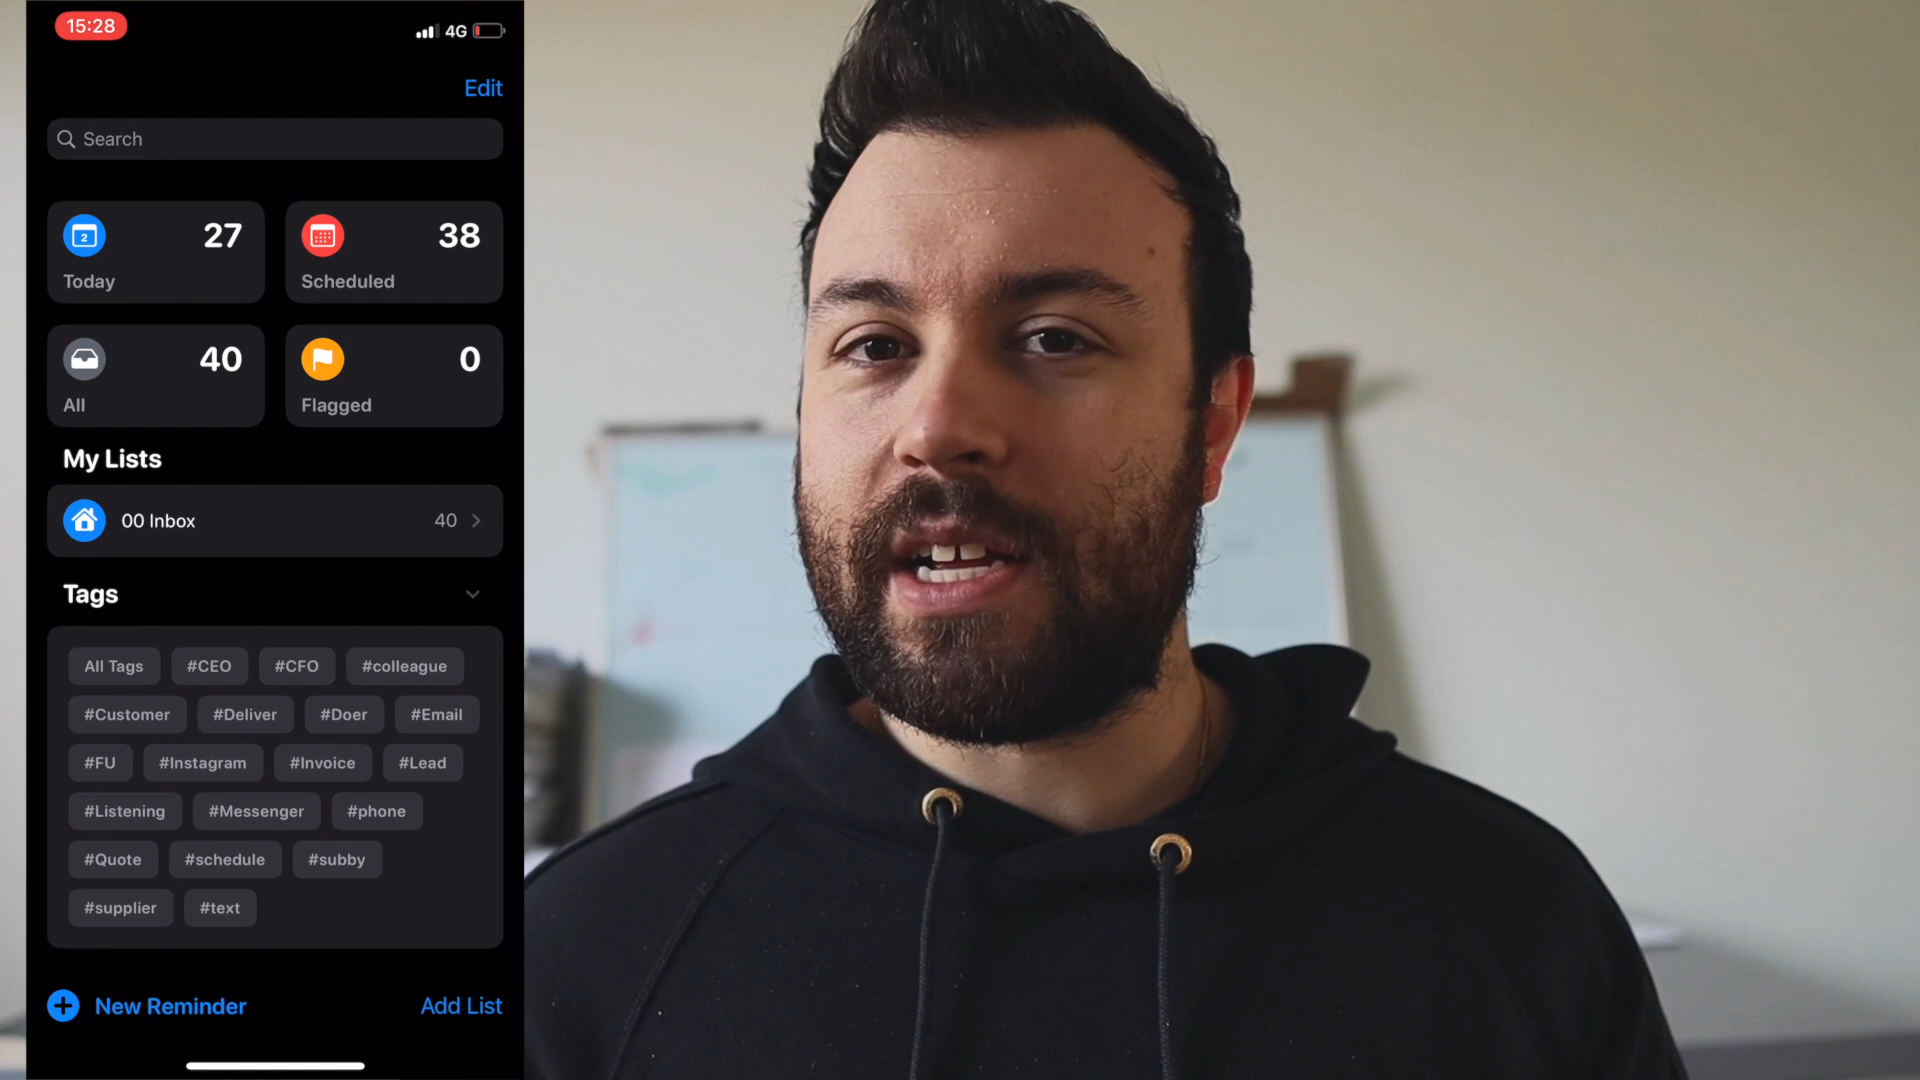 15:28 4G
Edit
Search
2 27 38
Today Scheduled
40 0
All Flagged
My Lists
00 Inbox 40
Tags
All Tags #CEO #CFO #colleague
#Customer #Deliver #Doer #Email
#FU #Instagram #Invoice #Lead
#Listening #Messenger #phone
#Quote #schedule #subby
#supplier #text
New Reminder Add List